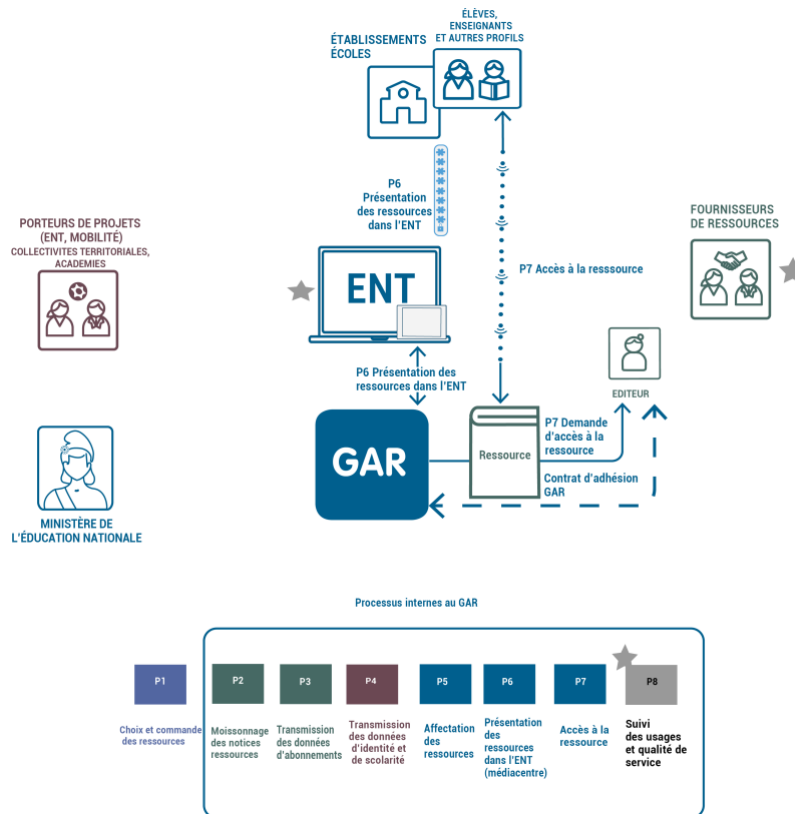 ÉLÈVES,
ENSEIGNANTS
ET AUTRES PROFILS
ÉTABLISSEMENTS
ÉCOLES
P6
Présentation
des ressources
dans l'ENT
PORTEURS DE PROJETS
(ENT, MOBILITÉ)
COLLECTIVITES TERRITORIALES,
ACADEMIES
FOURNISSEURS
DE RESSOURCES
P7 Accès à la resssource
ENT
P6 Présentation des
ressources dans l'ENT
EDITEUR
GAR
Ressource
P7 Demande
d'accès à la
ressource
Contrat d'adhésion
GAR
MINISTÈRE DE
L'ÉDUCATION NATIONALE
Processus internes au GAR
P1
P2
P3
P4
P5
P6
P7
P8
Choix et commande
des ressources
Moissonnage
des notices
ressources
Transmission
des données
d'abonnements
Transmission
des données
d'identité et
de scolarité
Affectation
des
ressources
Présentation
des
ressources
dans l'ENT
(médiacentre)
Accès à la
ressource
Suivi
des usages
et qualité de
service